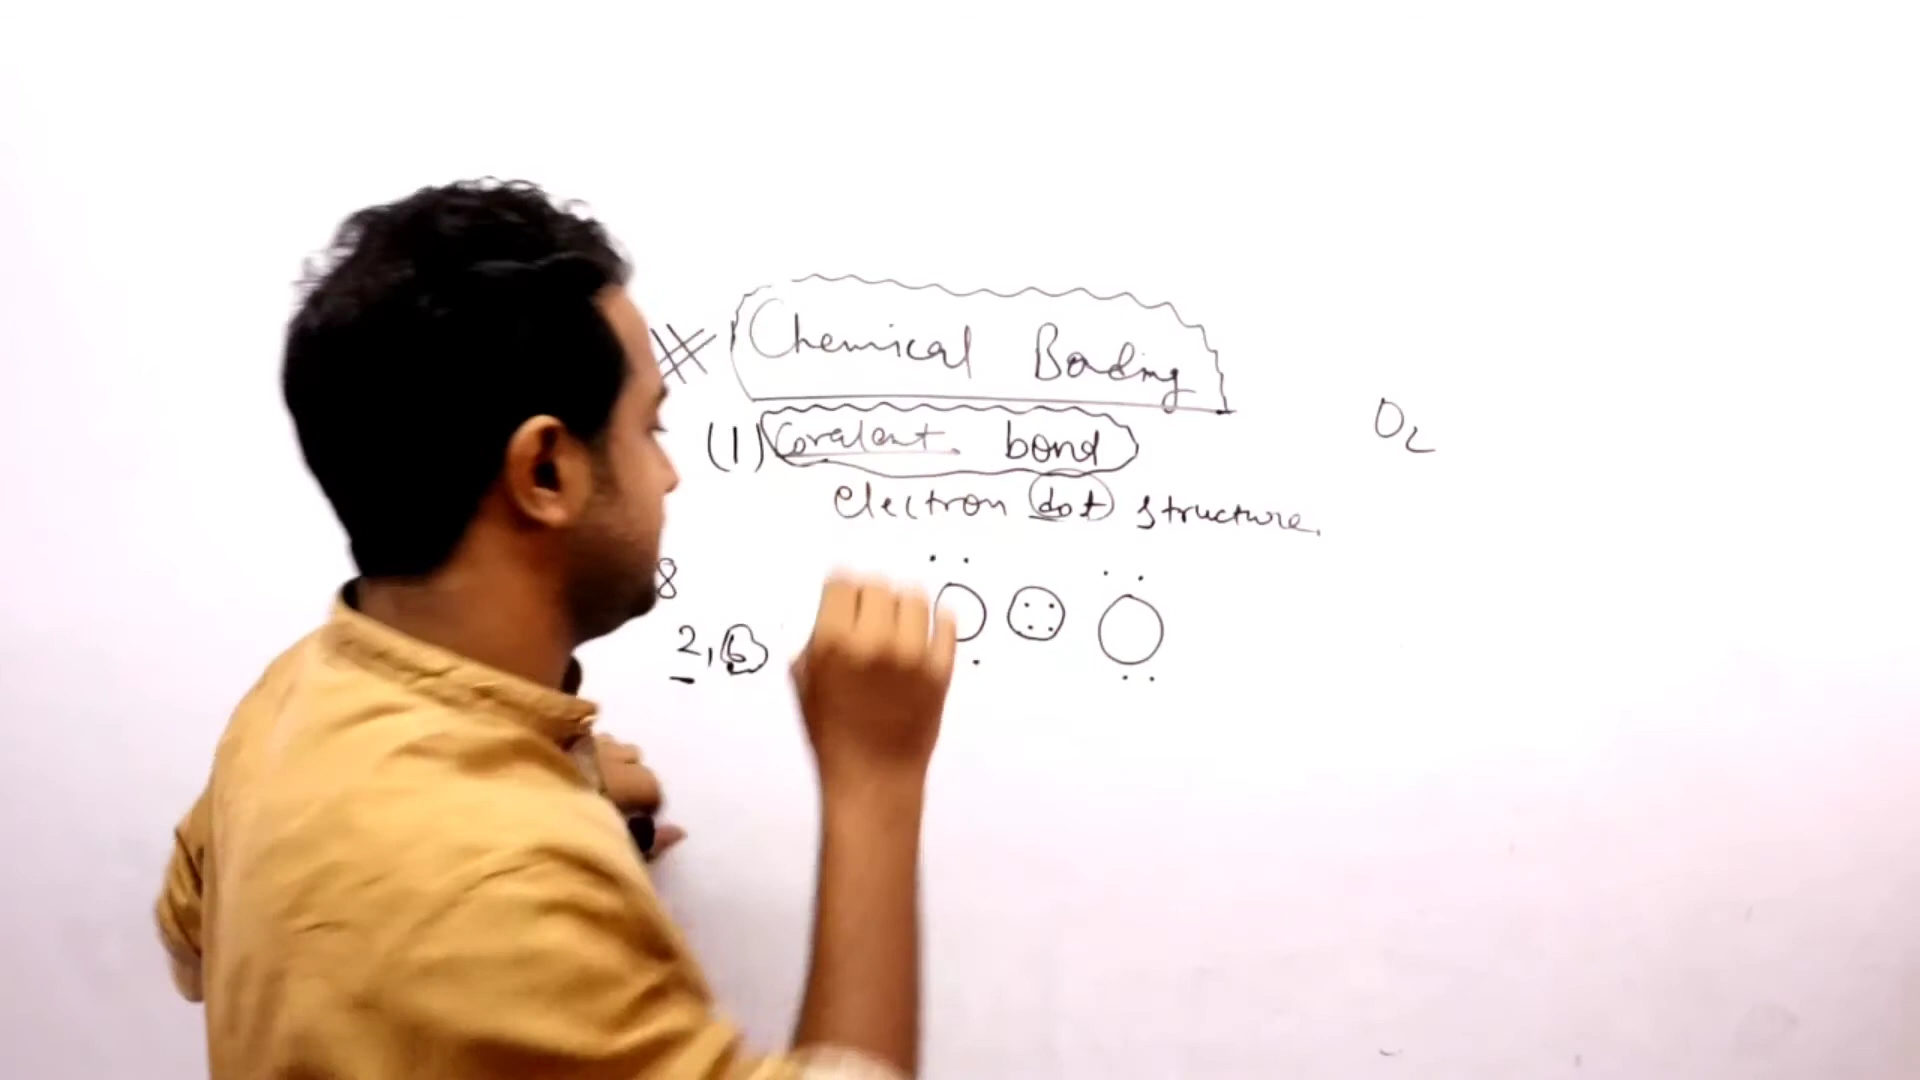 Chemical Bonding
(1) Covalent bond
O2
electron dot structure.
8
2, 6